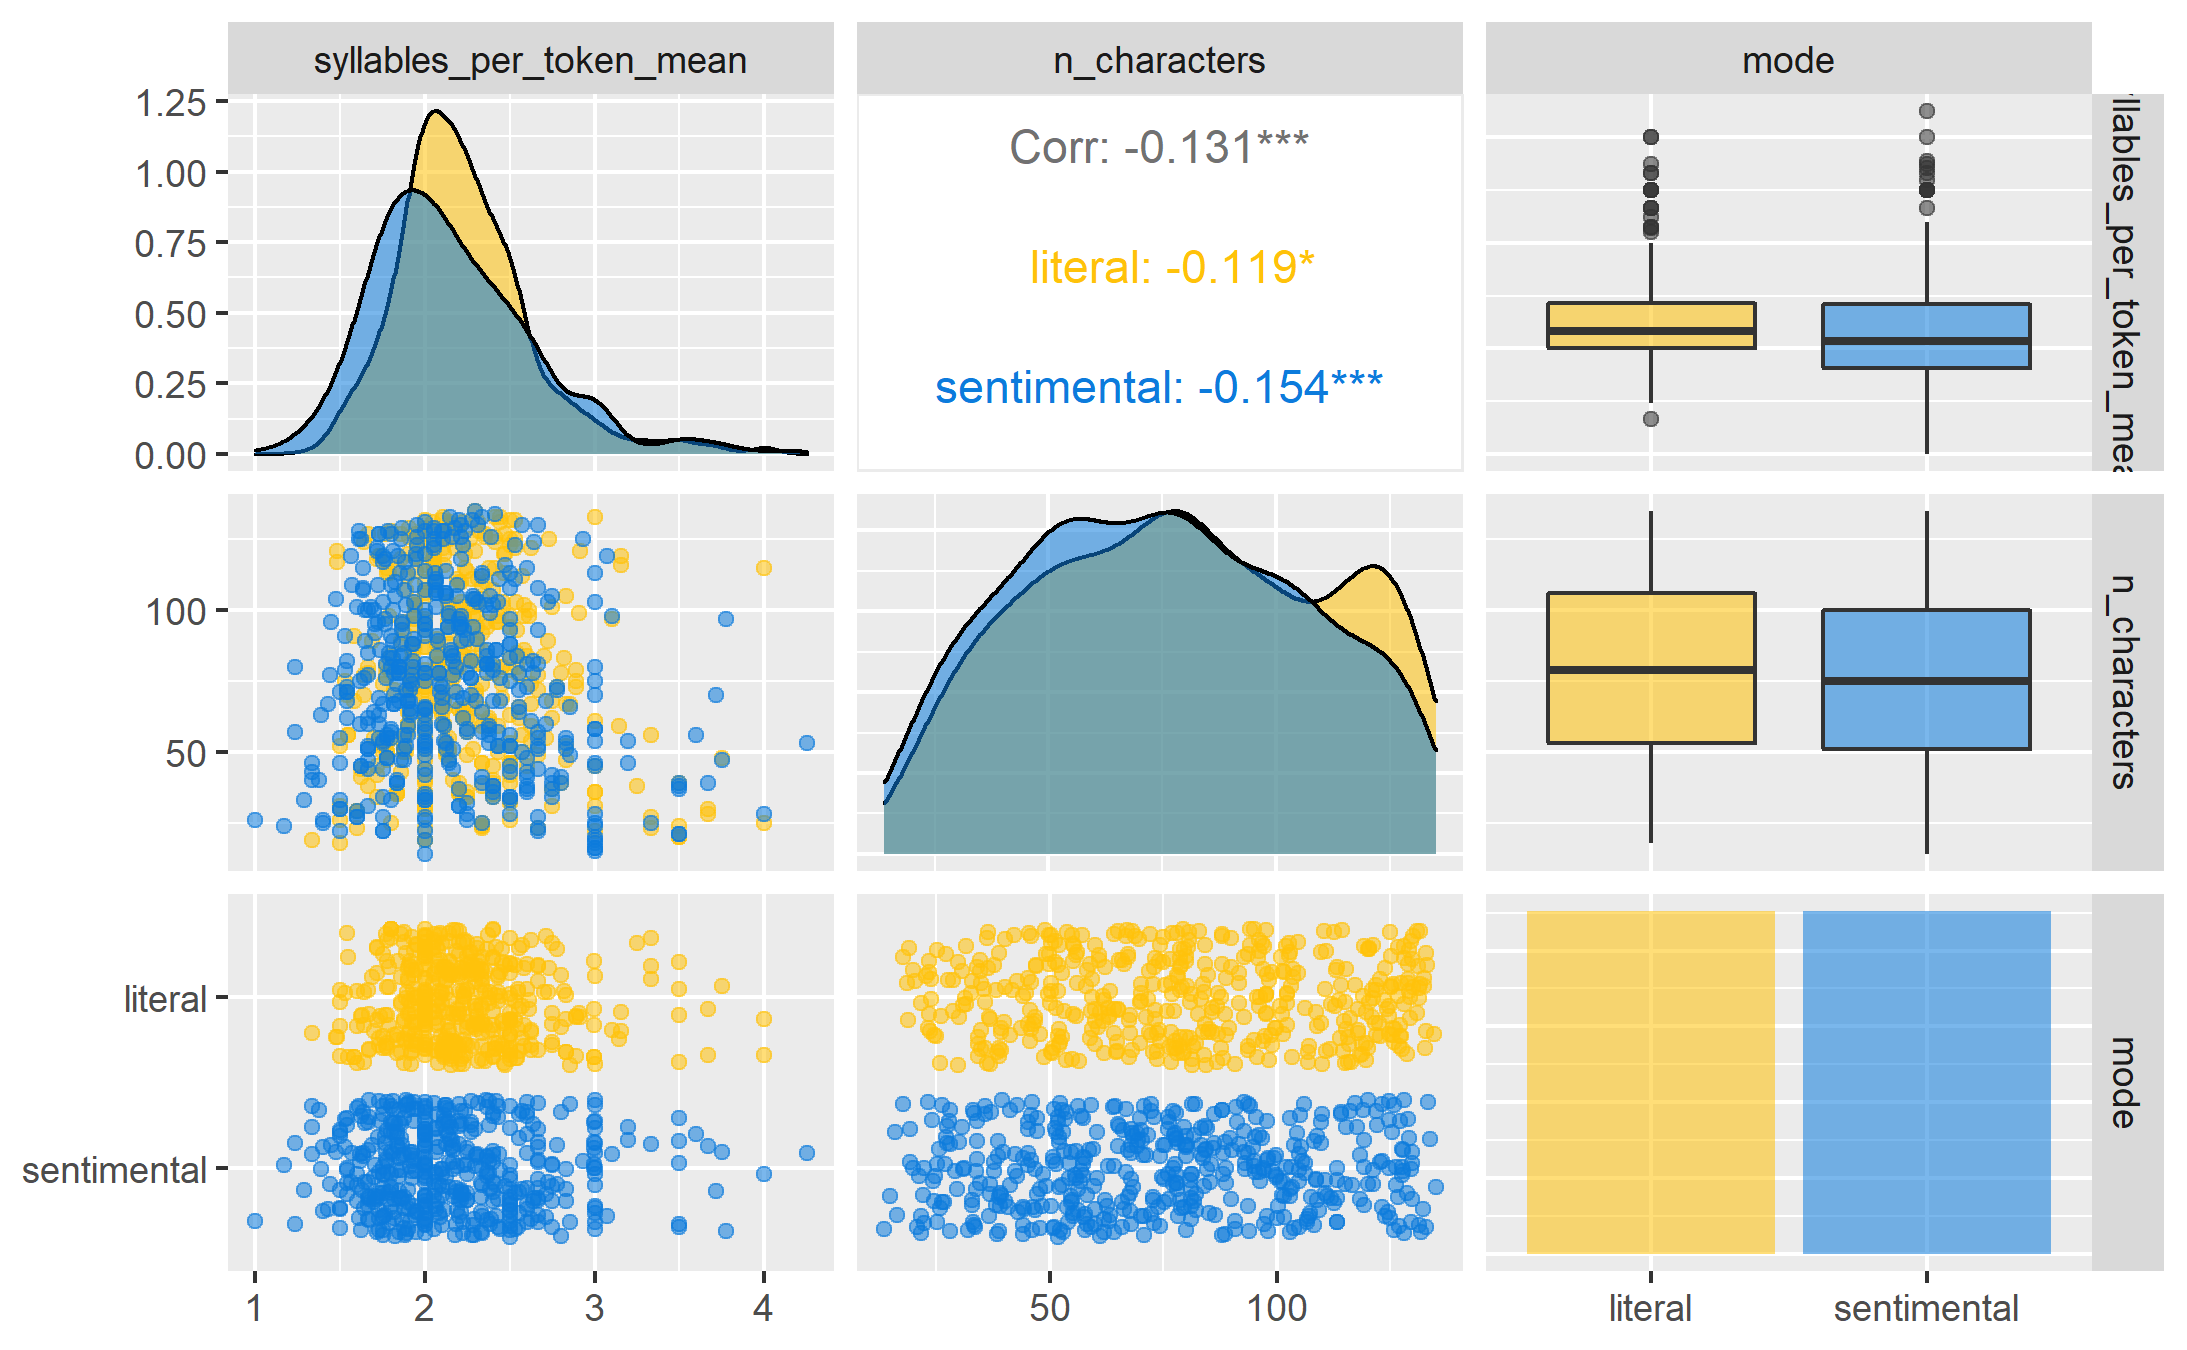 syllables_per_token_mean
n_characters
mode
1.25
1.00
0.75
0.50
0.25
0.00
Corr: -0.131***
literal: -0.119*
sentimental: -0.154***
llables_per_token_mea
100
50
n_characters
literal
sentimental
mode
1 2 3 4
50 100
literal sentimental